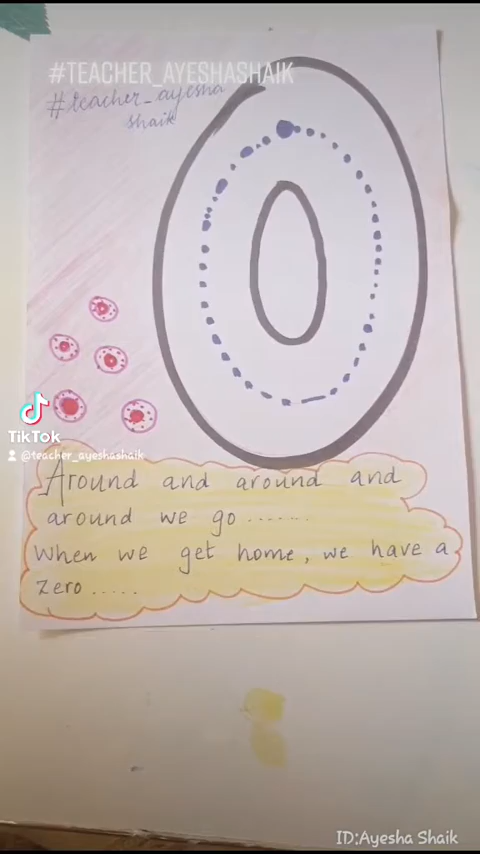 #TEACHER_AYESHASHAIK
#teacher_ayesha
shaik
TikTok
@teacher_ayeshashaik
Around and around and
around we go .......
When we get home, we have a
zero .....
ID:Ayesha Shaik